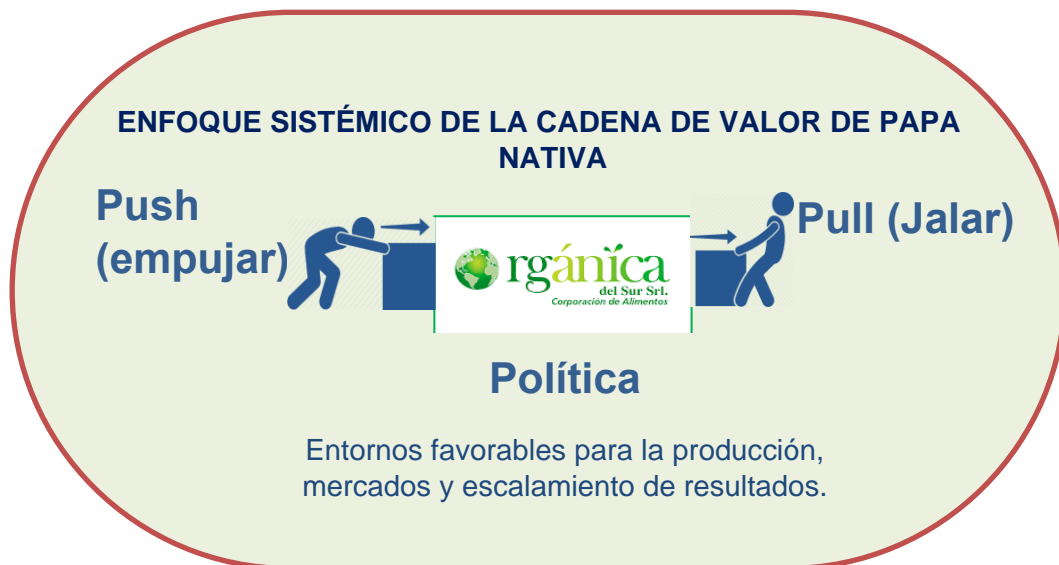 ENFOQUE SISTÉMICO DE LA CADENA DE VALOR DE PAPA
NATIVA
Push
(empujar)
Pull (Jalar)
rgánica
del Sur Srl.
Corporación de Alimentos
Política
Entornos favorables para la producción,
mercados y escalamiento de resultados.